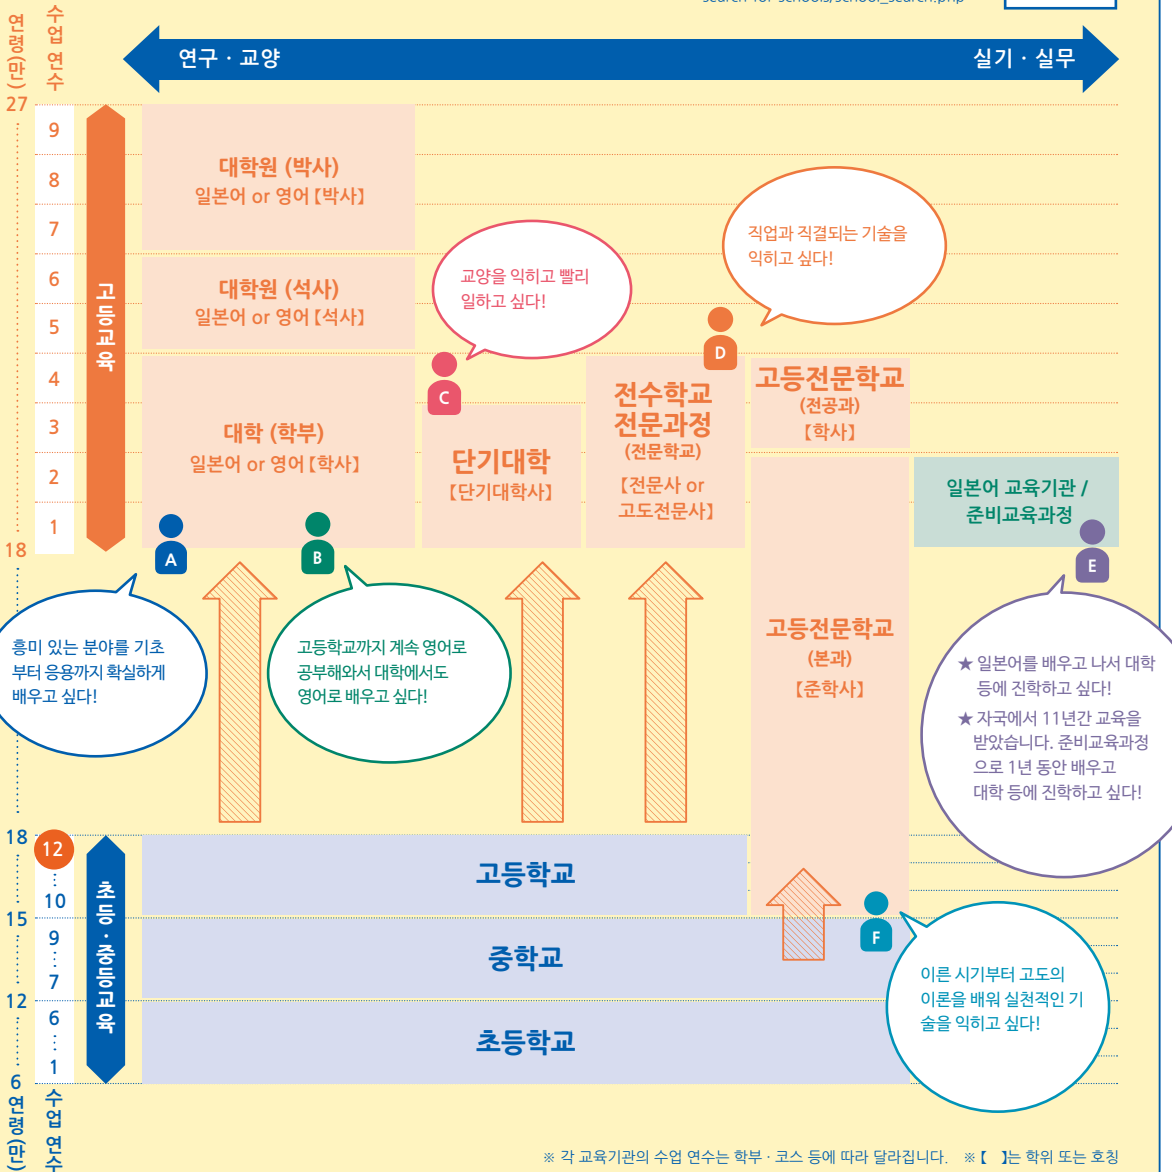 search-for-schools/school_search.php
연령(만)
수업 연수
연구 · 교양
실기 · 실무
27
9
8
7
6
5
4
3
2
1
18
고등교육
대학원 (박사)
일본어 or 영어【박사】
대학원 (석사)
일본어 or 영어【석사】
대학 (학부)
일본어 or 영어【학사】
교양을 익히고 빨리
일하고 싶다!
C
단기대학
【단기대학사】
직업과 직결되는 기술을
익히고 싶다!
D
전수학교
전문과정
(전문학교)
【전문사 or
고도전문사】
고등전문학교
(전공과)
【학사】
일본어 교육기관 /
준비교육과정
A
B
E
흥미 있는 분야를 기초
부터 응용까지 확실하게
배우고 싶다!
고등학교까지 계속 영어로
공부해와서 대학에서도
영어로 배우고 싶다!
고등전문학교
(본과)
【준학사】
★ 일본어를 배우고 나서 대학
등에 진학하고 싶다!
★ 자국에서 11년간 교육을
받았습니다. 준비교육과정
으로 1년 동안 배우고
대학 등에 진학하고 싶다!
18
12
10
15
9
7
12
6
1
6
초등·중등교육
고등학교
중학교
초등학교
F
이른 시기부터 고도의
이론을 배워 실천적인 기
술을 익히고 싶다!
연령(만)
수업 연수
※ 각 교육기관의 수업 연수는 학부 · 코스 등에 따라 달라집니다. ※【 】는 학위 또는 호칭